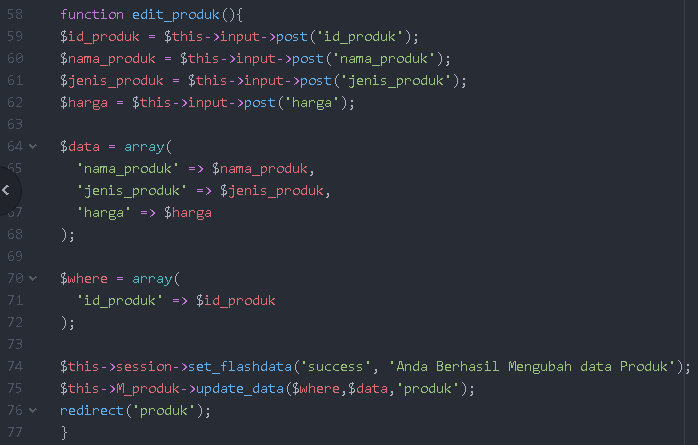 58 function edit_produk(){
59 $id_produk = $this->input->post('id_produk');
60 $nama_produk = $this->input->post('nama_produk');
61 $jenis_produk = $this->input->post('jenis_produk');
62 $harga = $this->input->post('harga');
63
64 $data = array(
65 'nama_produk' => $nama_produk,
'jenis_produk' => $jenis_produk,
67 'harga' => $harga
68 );
69
70 $where = array(
71 'id_produk' => $id_produk
72 );
73
74 $this->session->set_flashdata('success', 'Anda Berhasil Mengubah data Produk');
75 $this->M_produk->update_data($where,$data,'produk');
76 redirect('produk');
77 }